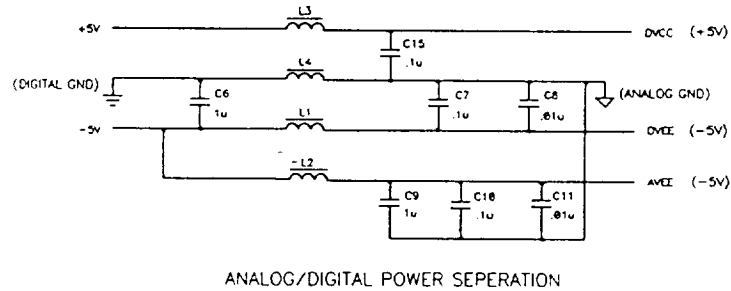 L3
+5V
DVCC (+5V)
C15
.1u
L4
(DIGITAL GND)
C6
1u
C7
.1u
C8
.01u
(ANALOG GND)
L1
-5V
DVEE (-5V)
L2
AVEE (-5V)
C9
1u
C10
.1u
C11
.01u
ANALOG/DIGITAL POWER SEPERATION